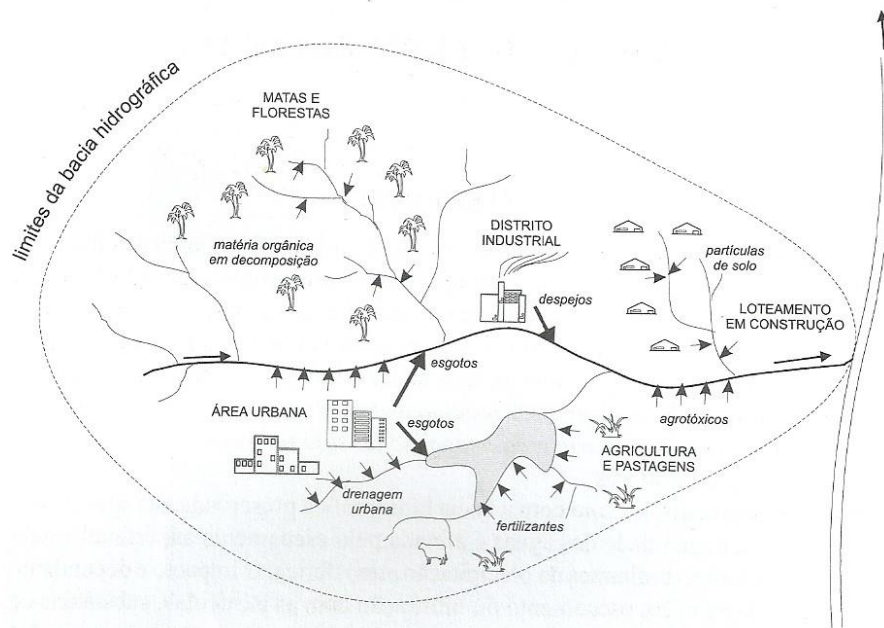 limites da bacia hidrográfica
MATAS E
FLORESTAS
matéria orgânica
em decomposição
DISTRITO
INDUSTRIAL
despejos
partículas
de solo
LOTEAMENTO
EM CONSTRUÇÃO
esgotos
ÁREA URBANA
esgotos
agrotóxicos
AGRICULTURA
E PASTAGENS
drenagem
urbana
fertilizantes